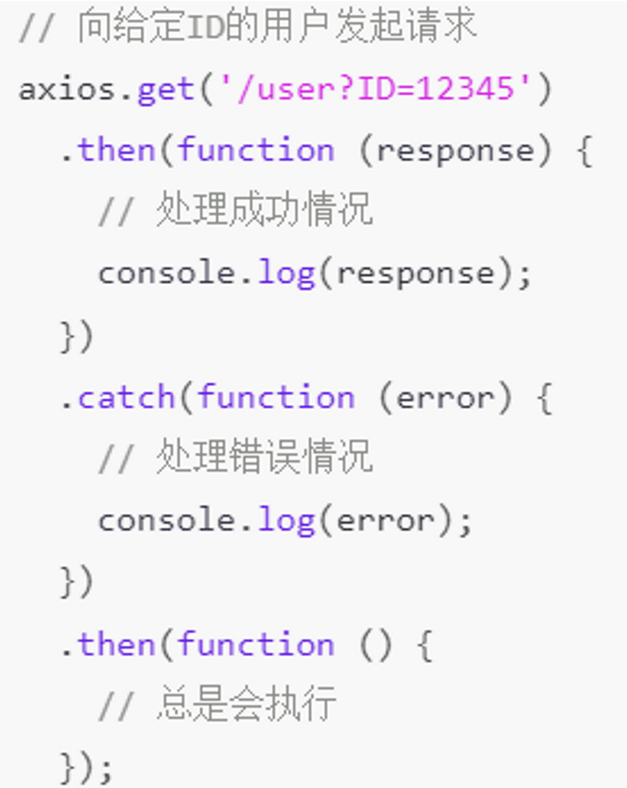 // 向给定ID的用户发起请求
axios.get('/user?ID=12345')
  .then(function (response) {
    // 处理成功情况
    console.log(response);
  })
  .catch(function (error) {
    // 处理错误情况
    console.log(error);
  })
  .then(function () {
    // 总是会执行
  });